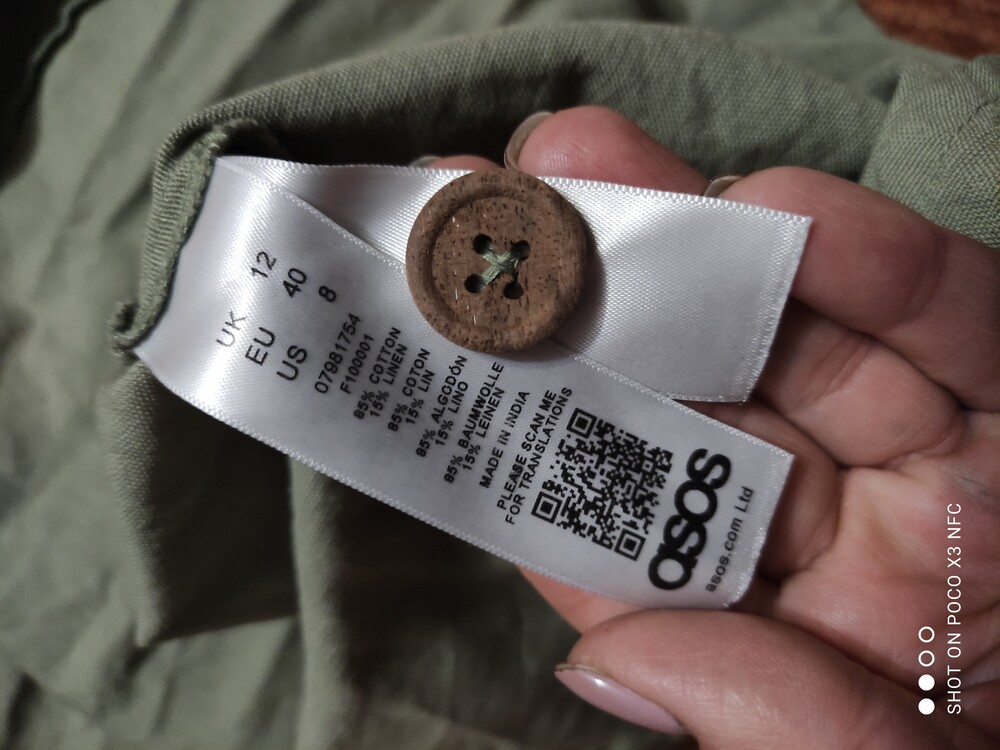 UK 12
EU 40
US 8
07981754
F100001
85% COTTON
15% LINEN
85% COTON
15% LIN
85% ALGODÓN
15% LINO
85% BAUMWOLLE
15% LEINEN
MADE IN INDIA
PLEASE SCAN ME
FOR TRANSLATIONS
asos
asos.com Ltd
SHOT ON POCO X3 NFC